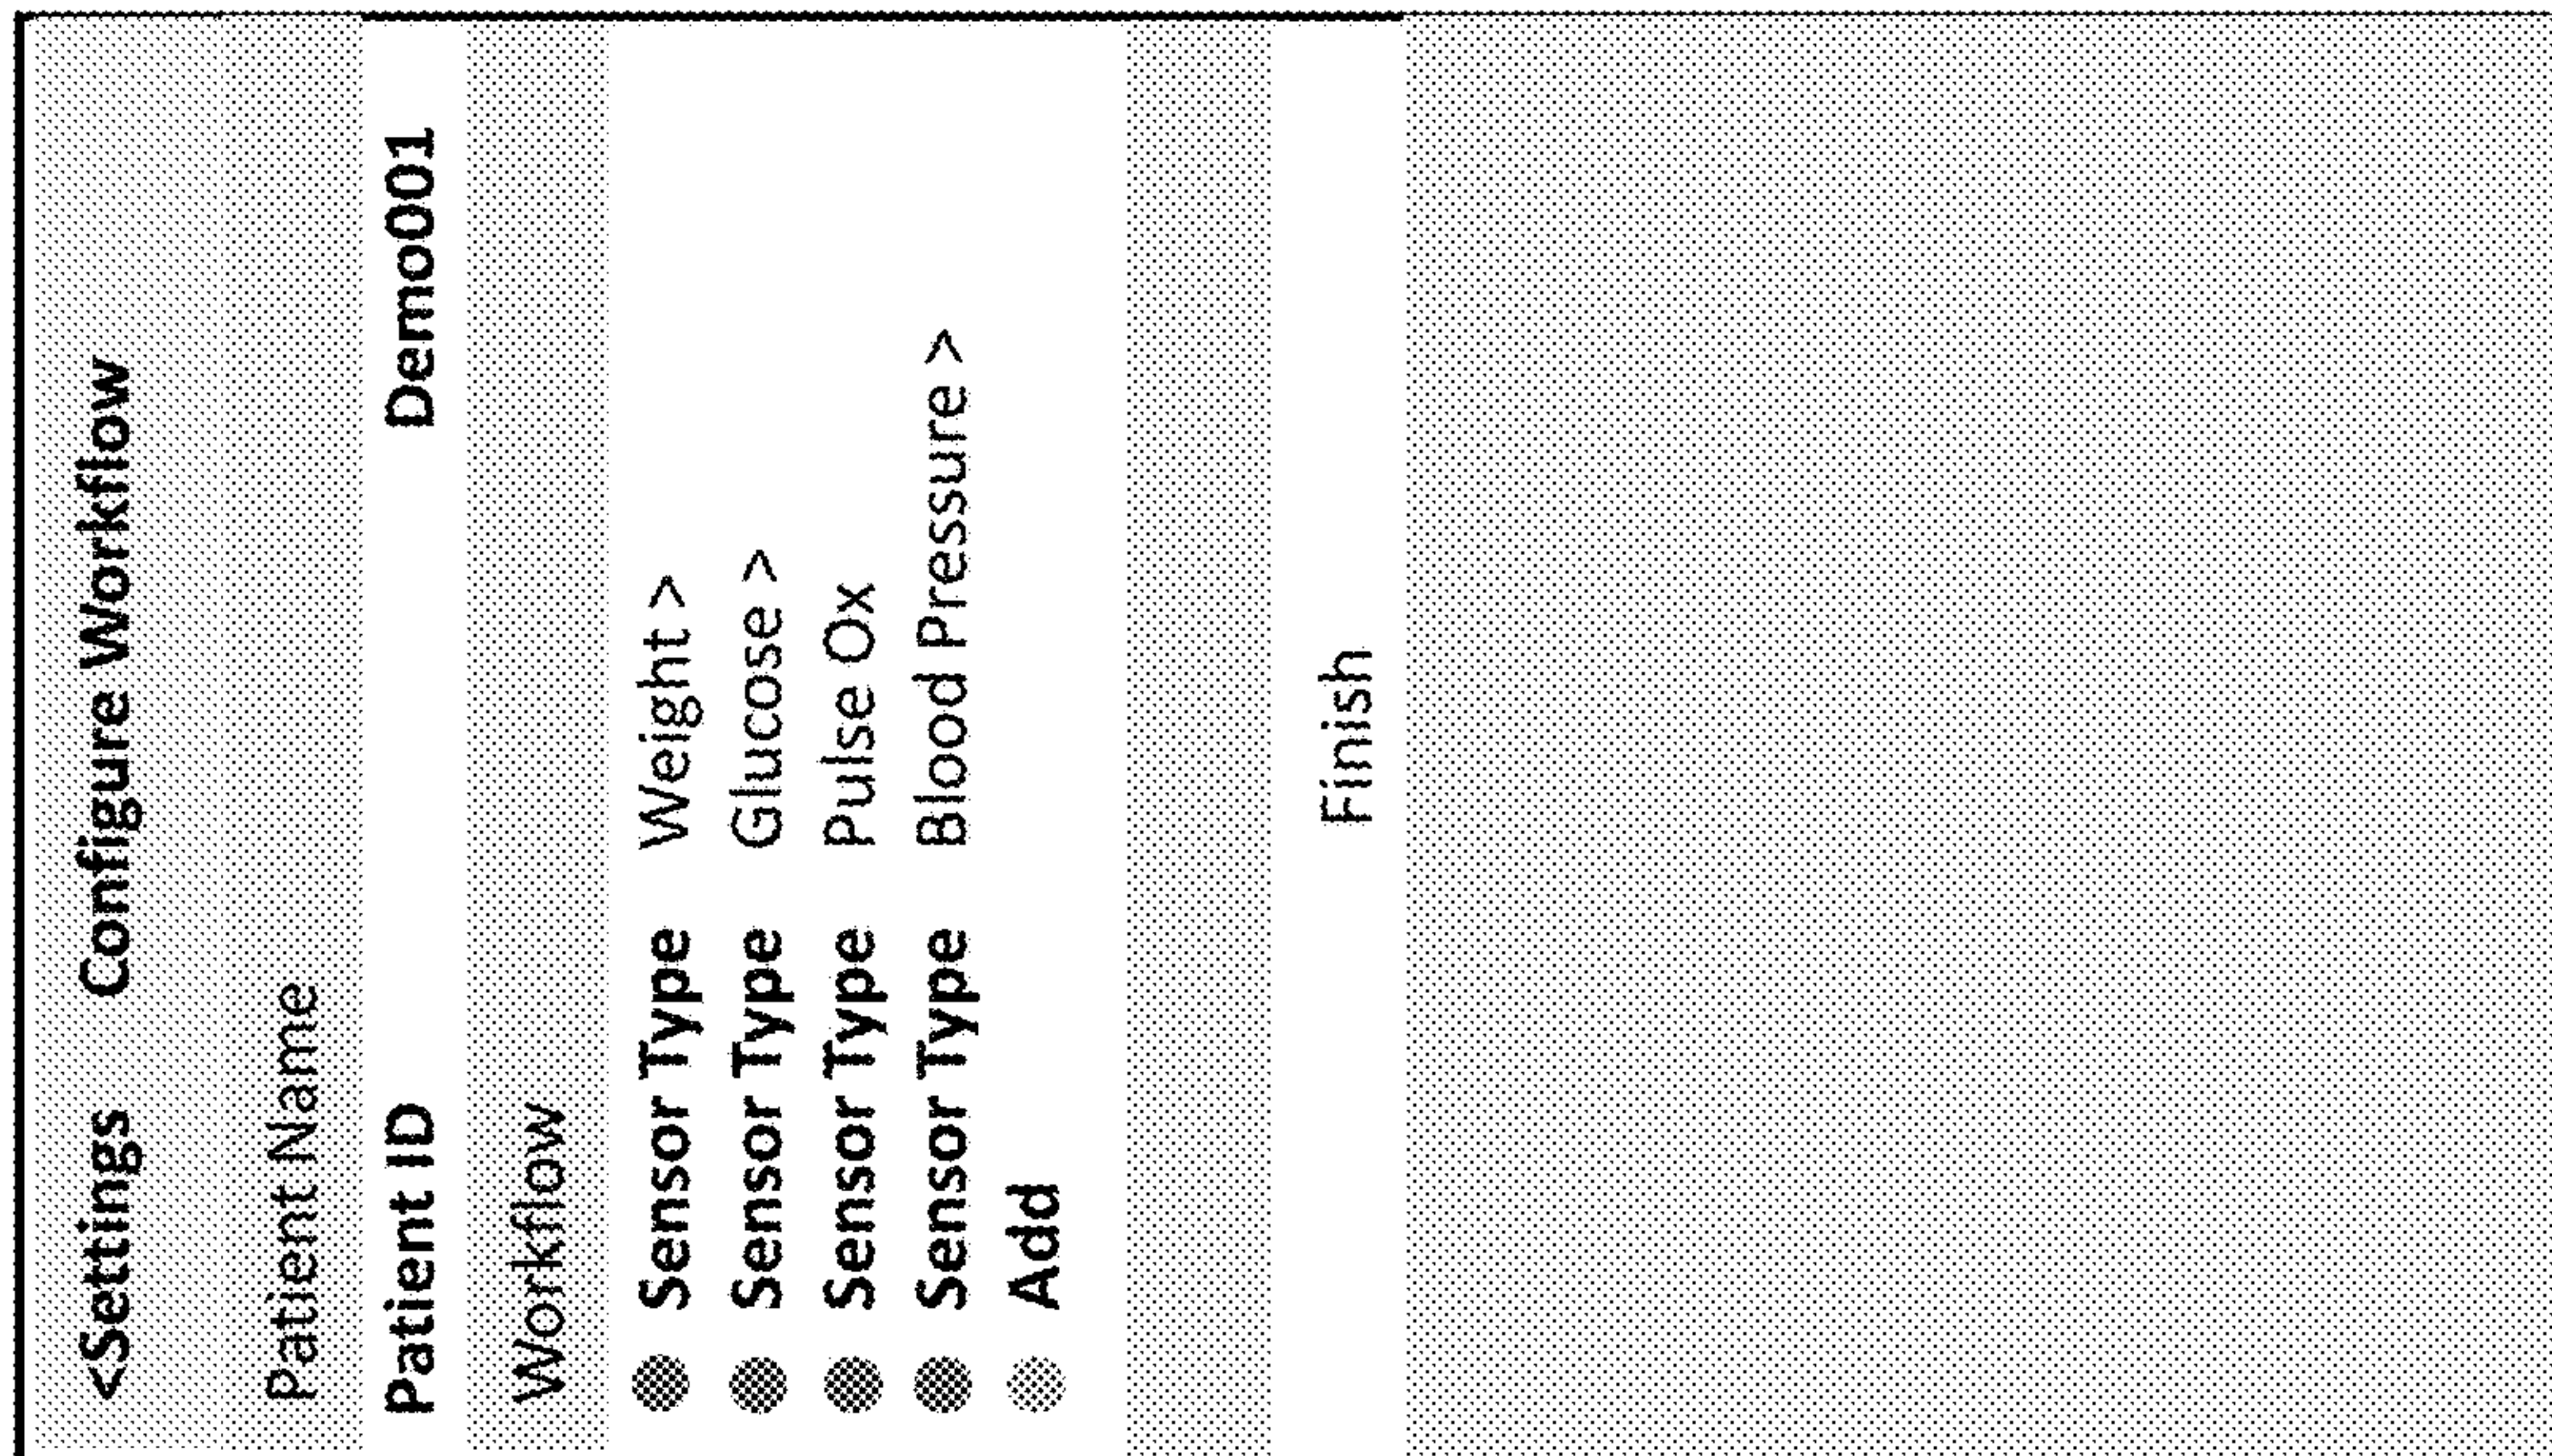 <Settings Configure Workflow
Patient Name
Patient ID Demo001
Workflow
Sensor Type Weight >
Sensor Type Glucose >
Sensor Type Pulse Ox
Sensor Type Blood Pressure >
Add
Finish